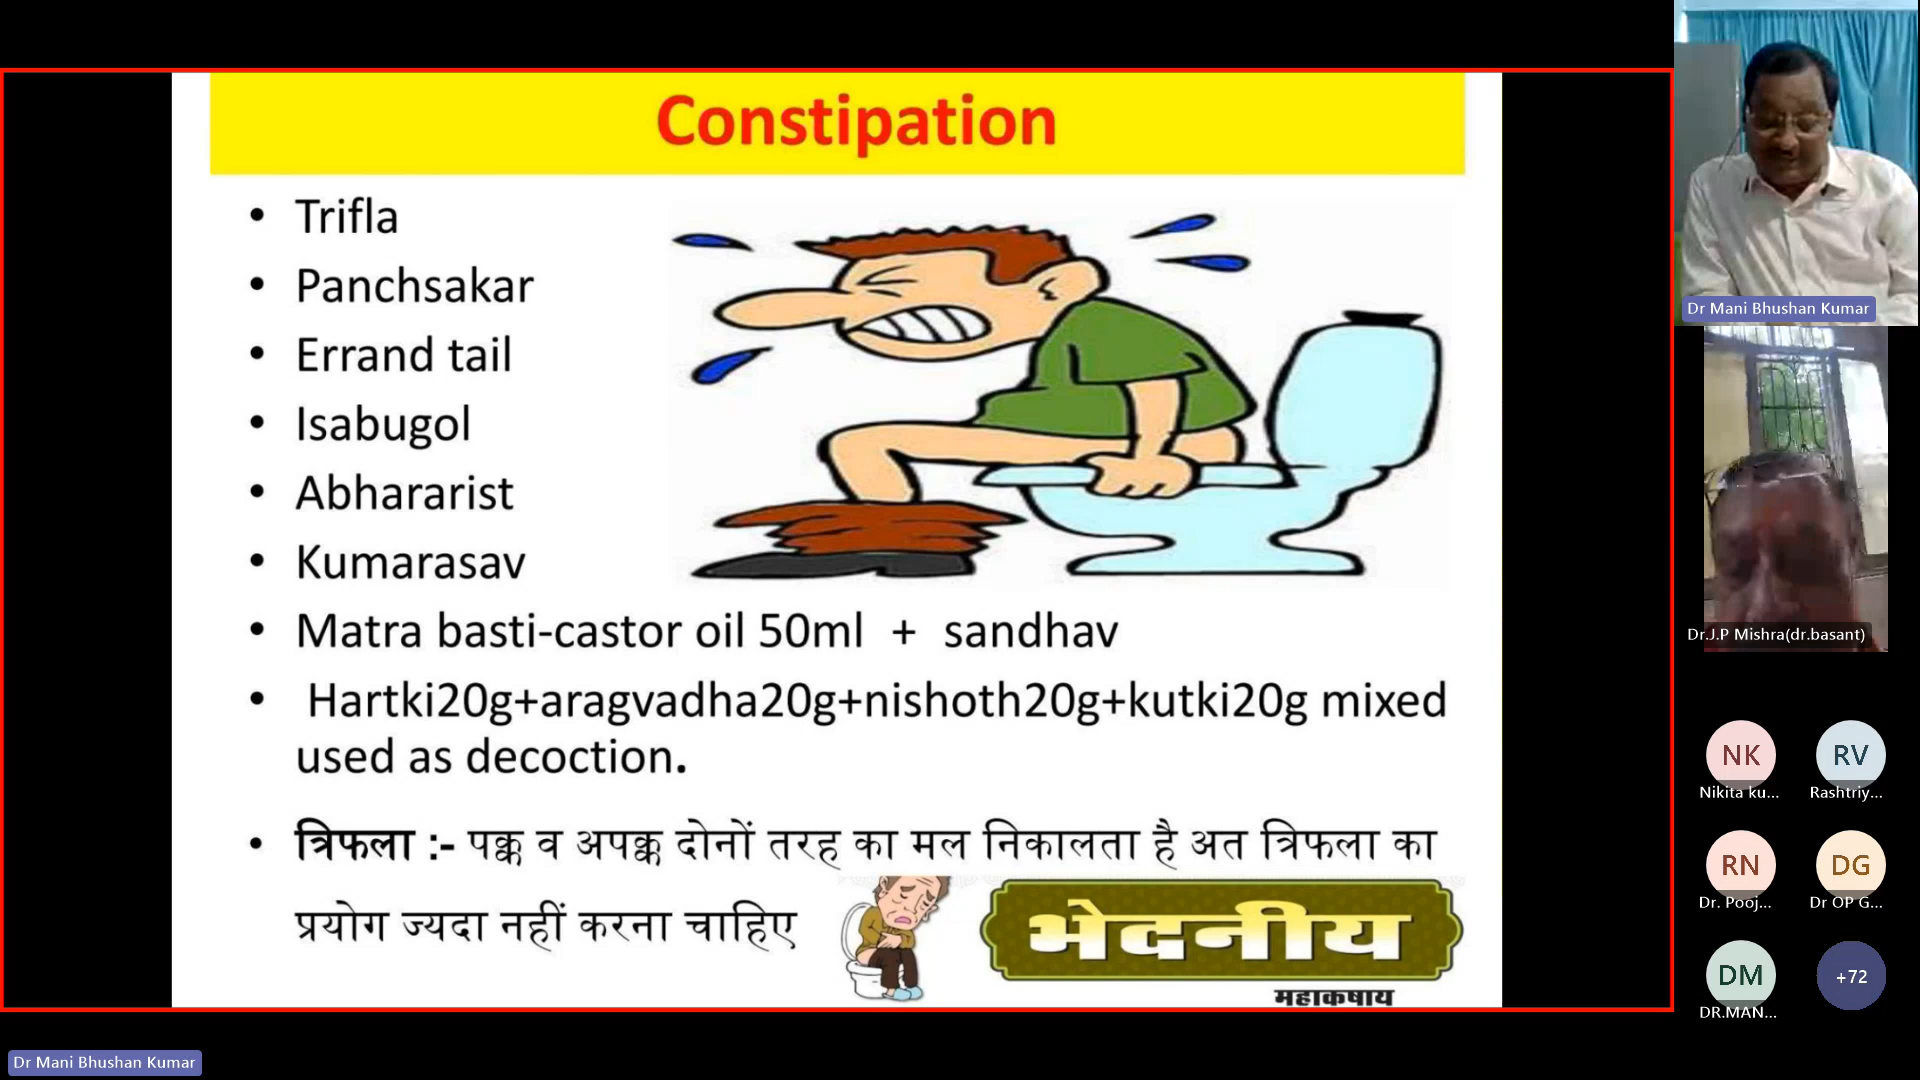 Constipation
• Trifla
• Panchsakar
• Errand tail
• Isabugol
• Abhararist
• Kumarasav
• Matra basti-castor oil 50ml + sandhav
• Hartki20g+aragvadha20g+nishoth20g+kutki20g mixed
used as decoction.
• त्रिफला :- पक्क व अपक्क दोनों तरह का मल निकालता है अत त्रिफला का
प्रयोग ज्यदा नहीं करना चाहिए
भेदनीय
महाकषाय
Dr Mani Bhushan Kumar
Dr.J.P Mishra(dr.basant)
NK
RV
Nikita ku...
Rashtriy...
RN
DG
Dr. Pooj...
Dr OP G...
DM
+72
DR.MAN...
Dr Mani Bhushan Kumar